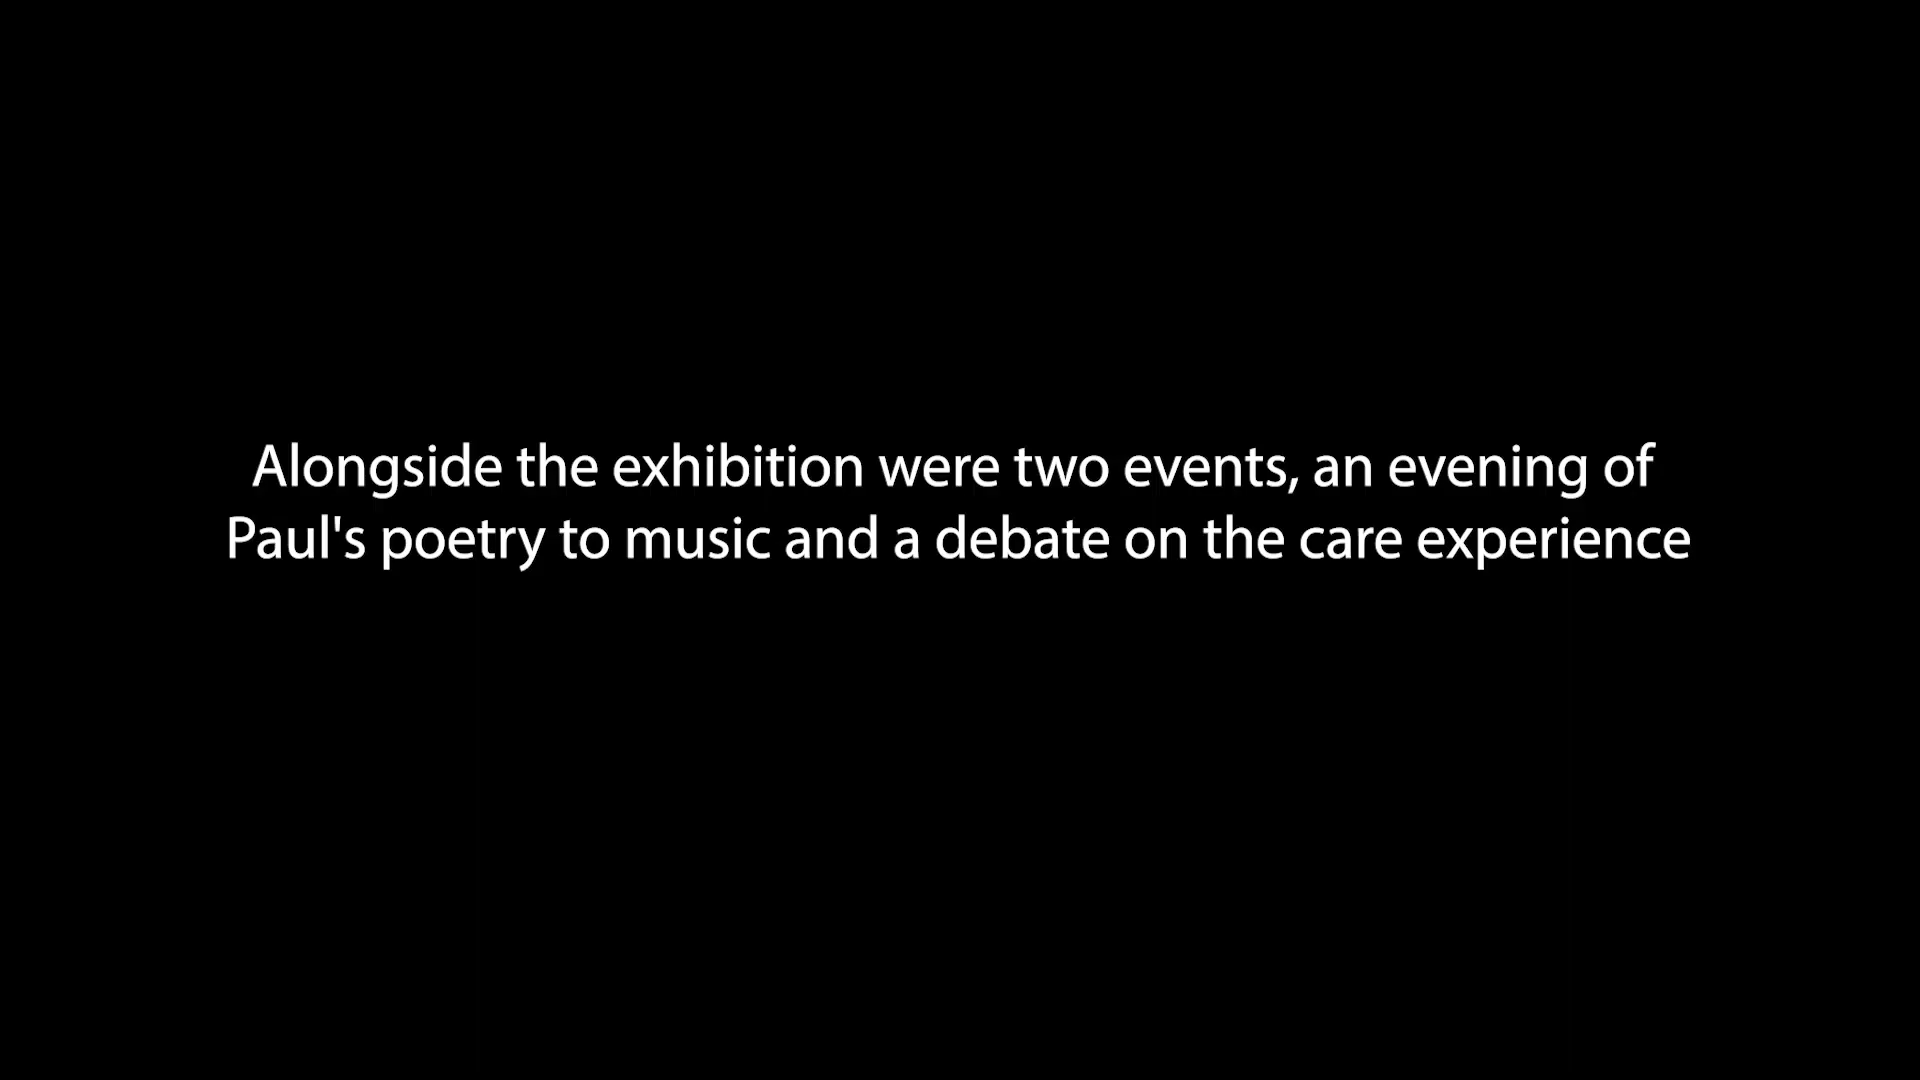 Alongside the exhibition were two events, an evening of
Paul's poetry to music and a debate on the care experience